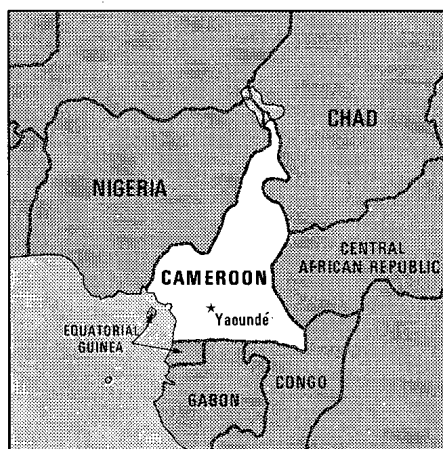 CHAD
NIGERIA
CENTRAL
AFRICAN REPUBLIC
CAMEROON
Yaoundé
EQUATORIAL
GUINEA
GABON
CONGO